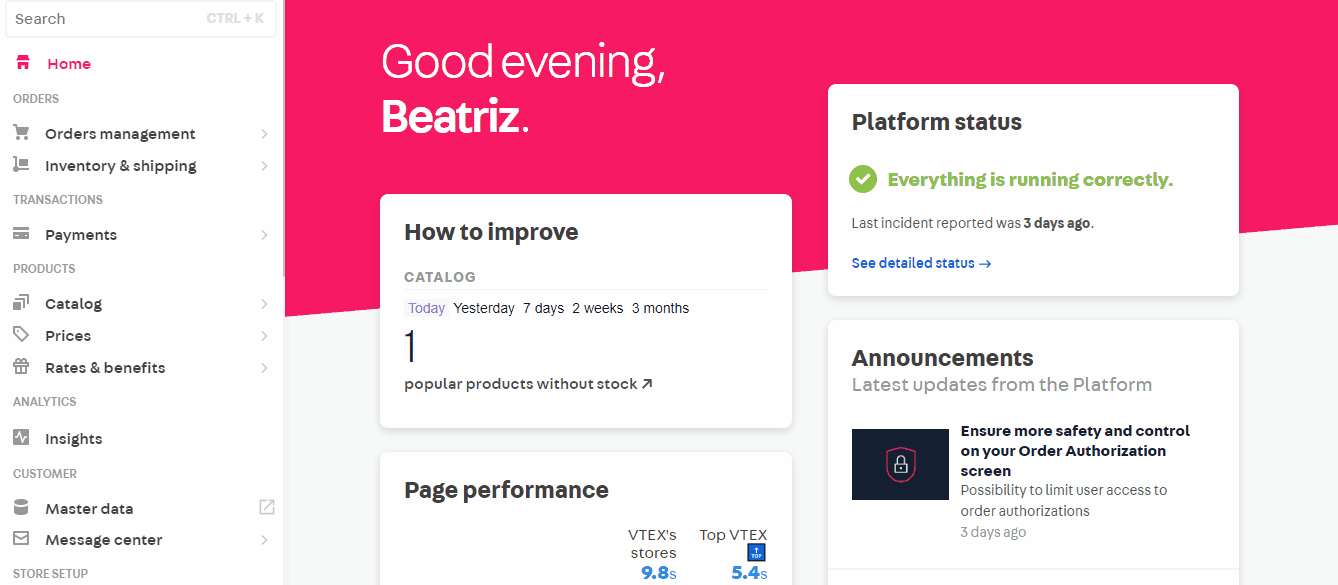 Search CTRL + K
Home
ORDERS
Orders management
Inventory & shipping
TRANSACTIONS
Payments
PRODUCTS
Catalog
Prices
Rates & benefits
ANALYTICS
Insights
CUSTOMER
Master data
Message center
STORE SETUP
Good evening,
Beatriz.
How to improve
CATALOG
Today Yesterday 7 days 2 weeks 3 months
1
popular products without stock
Page performance
VTEX's
stores
9.8s
Top VTEX
TOP
5.4s
Platform status
Everything is running correctly.
Last incident reported was 3 days ago.
See detailed status →
Announcements
Latest updates from the Platform
Ensure more safety and control
on your Order Authorization
screen
Possibility to limit user access to
order authorizations
3 days ago